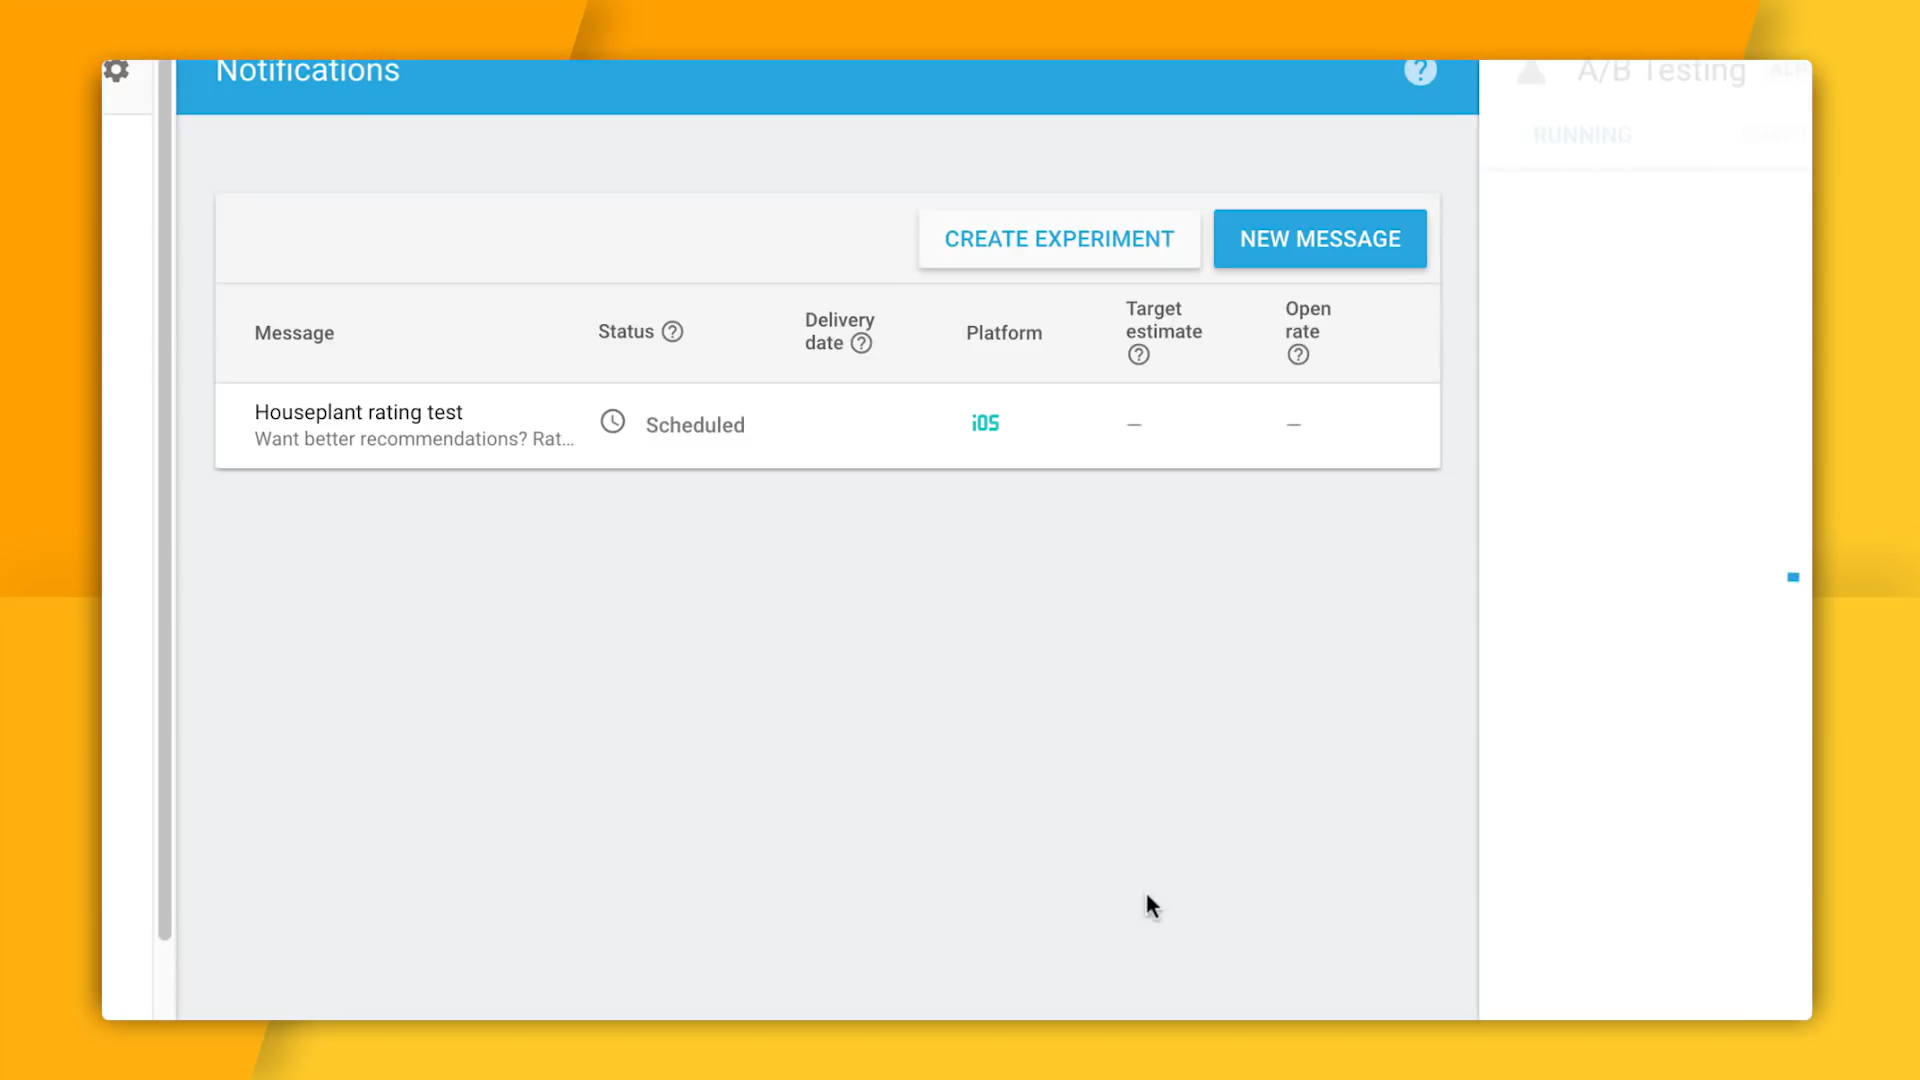 Notifications
A/B Testing
RUNNING
CREATE EXPERIMENT
NEW MESSAGE
Message
Status
Delivery
date
Platform
Target
estimate
Open
rate
Houseplant rating test
Want better recommendations? Rat...
Scheduled
iOS
–
–